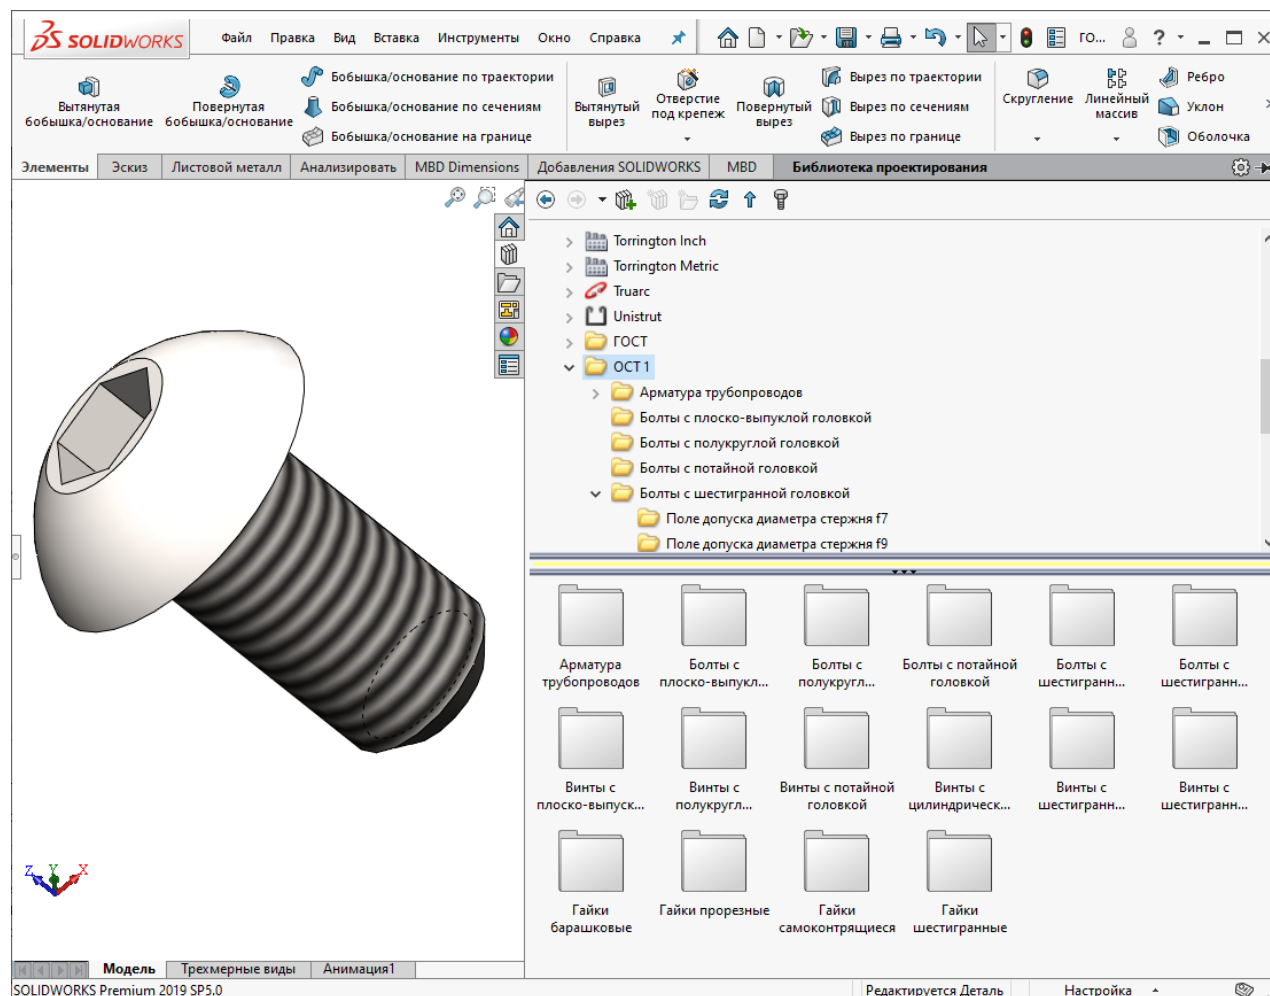 SOLIDWORKS Файл Правка Вид Вставка Инструменты Окно Справка ГО... ?
Вытянутая бобышка/основание
Повернутая бобышка/основание
Бобышка/основание по траектории
Бобышка/основание по сечениям
Бобышка/основание на границе
Вытянутый вырез
Отверстие под крепеж
Повернутый вырез
Вырез по траектории
Вырез по сечениям
Вырез по границе
Скругление
Линейный массив
Ребро
Уклон
Оболочка
Элементы Эскиз Листовой металл Анализировать MBD Dimensions Добавления SOLIDWORKS MBD Библиотека проектирования
Torrington Inch
Torrington Metric
Truarc
Unistrut
ГОСТ
ОСТ 1
Арматура трубопроводов
Болты с плоско-выпуклой головкой
Болты с полукруглой головкой
Болты с потайной головкой
Болты с шестигранной головкой
Поле допуска диаметра стержня f7
Поле допуска диаметра стержня f9
Арматура трубопроводов
Болты с плоско-выпукл...
Болты с полукругл...
Болты с потайной головкой
Болты с шестигранн...
Болты с шестигранн...
Винты с плоско-выпуск...
Винты с полукругл...
Винты с потайной головкой
Винты с цилиндрическ...
Винты с шестигранн...
Винты с шестигранн...
Гайки барашковые
Гайки прорезные
Гайки самоконтрящиеся
Гайки шестигранные
Z Y X
Модель Трехмерные виды Анимация1
SOLIDWORKS Premium 2019 SP5.0 Редактируется Деталь Настройка